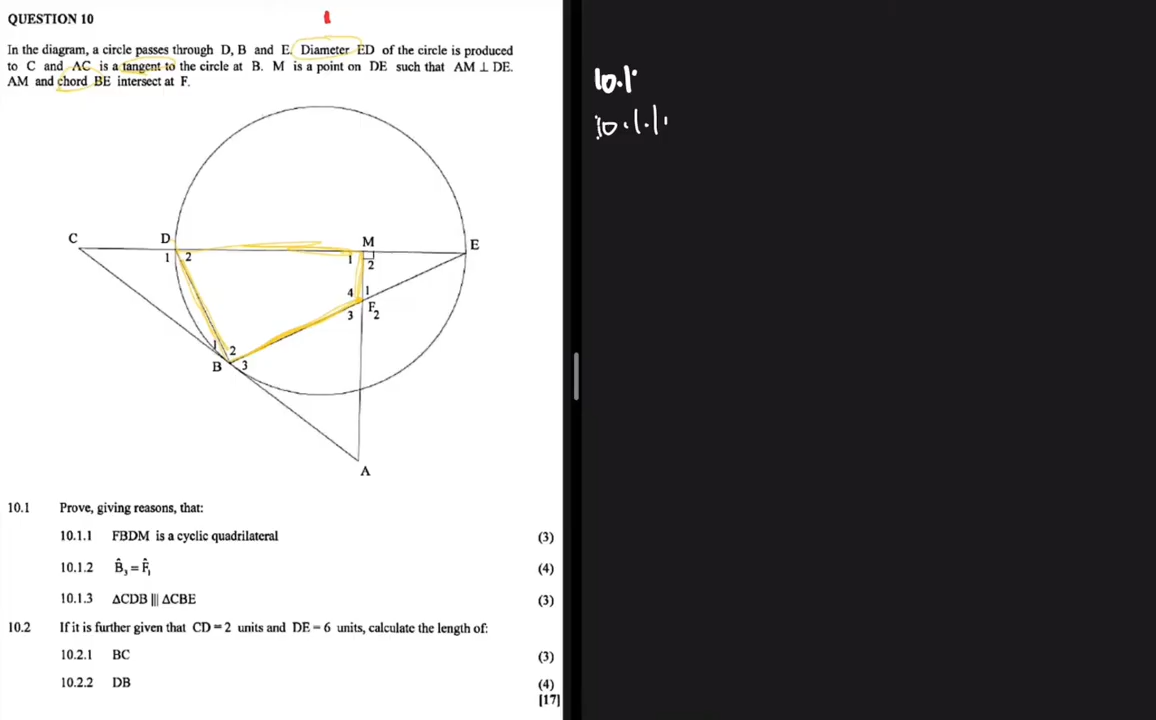 QUESTION 10
In the diagram, a circle passes through D, B and E. Diameter ED of the circle is produced
to C and AC is a tangent to the circle at B. M is a point on DE such that AM ⊥ DE.
AM and chord BE intersect at F.
10.1
10.1.1
C
D
M
E
1
2
1
2
4
1
3
F
2
1
2
B
3
A
10.1 Prove, giving reasons, that:
10.1.1 FBDM is a cyclic quadrilateral (3)
10.1.2 B̂₃ = F̂₁ (4)
10.1.3 ΔCDB ||| ΔCBE (3)
10.2 If it is further given that CD = 2 units and DE = 6 units, calculate the length of:
10.2.1 BC (3)
10.2.2 DB (4)
[17]